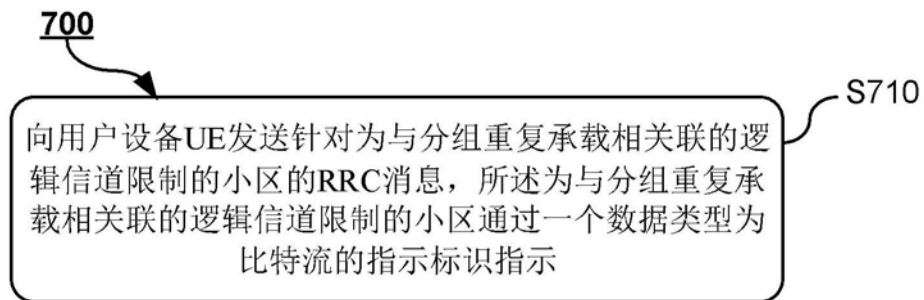 700
S710
向用户设备UE发送针对为与分组重复承载相关联的逻
辑信道限制的小区的RRC消息，所述为与分组重复承
载相关联的逻辑信道限制的小区通过一个数据类型为
比特流的指示标识指示